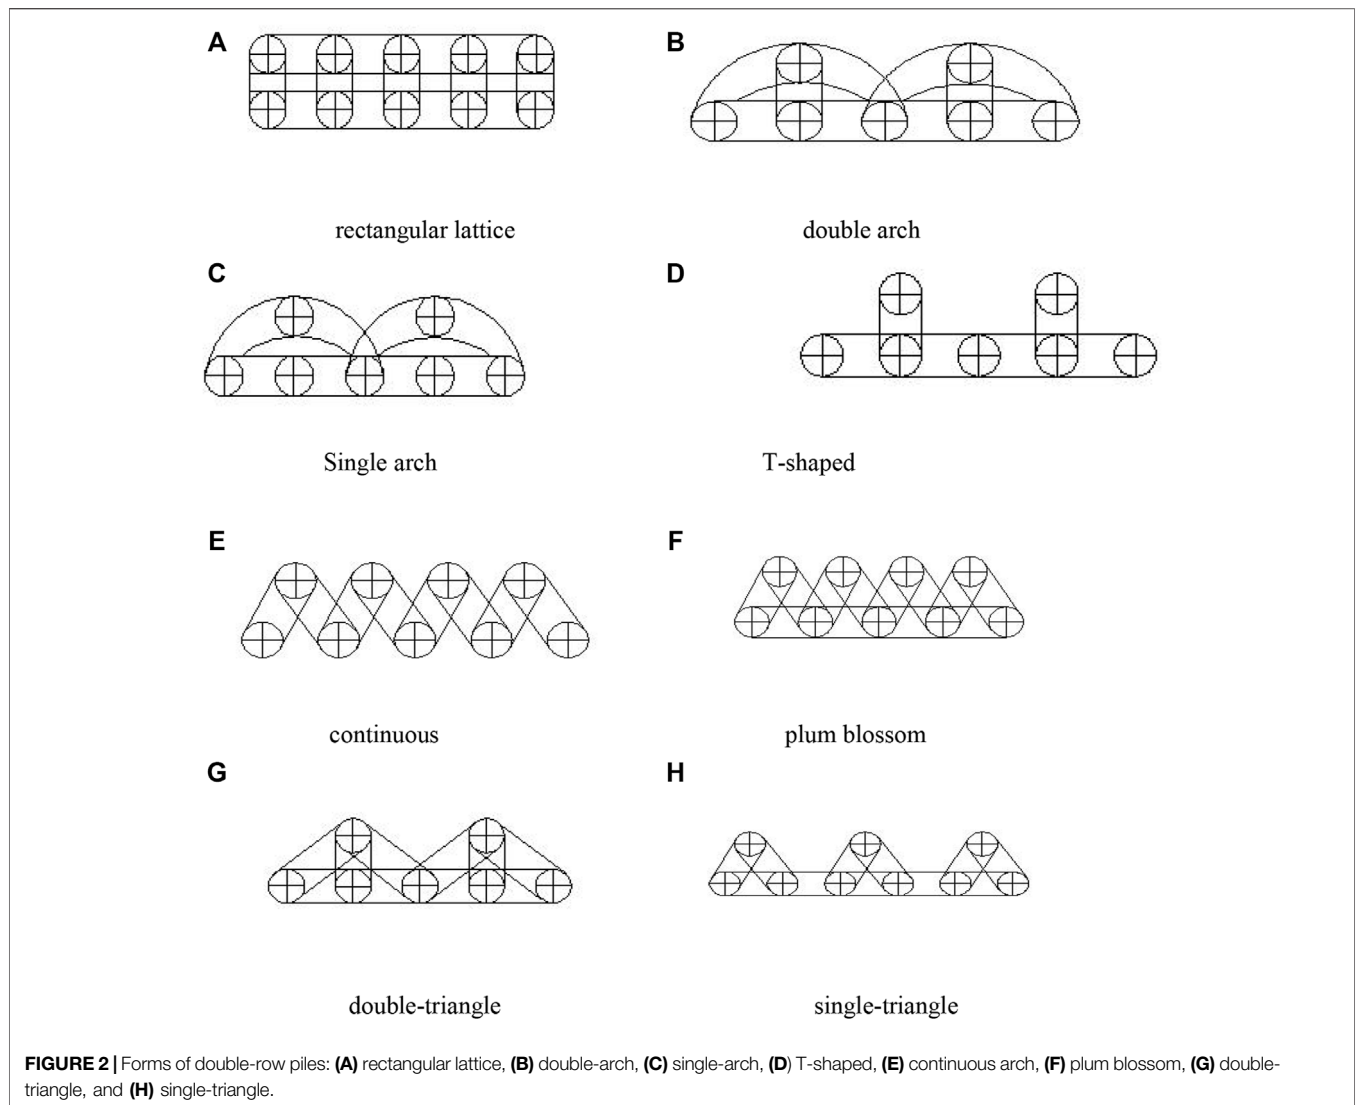 A
B
rectangular lattice
double arch
C
D
Single arch
T-shaped
E
F
continuous
plum blossom
G
H
double-triangle
single-triangle
FIGURE 2 | Forms of double-row piles: (A) rectangular lattice, (B) double-arch, (C) single-arch, (D) T-shaped, (E) continuous arch, (F) plum blossom, (G) double-
triangle, and (H) single-triangle.